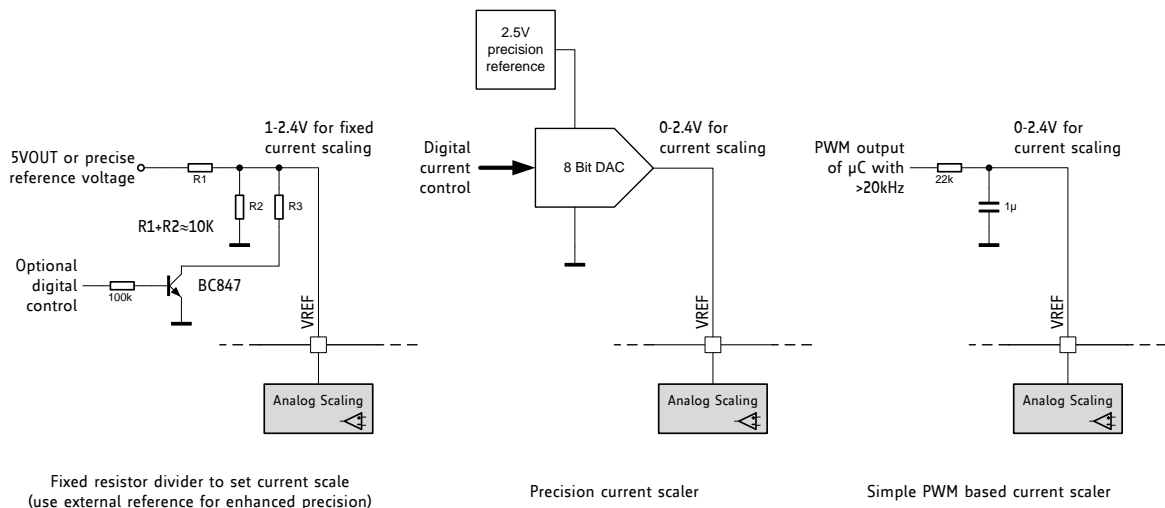 5VOUT or precise
reference voltage
R1
1-2.4V for fixed
current scaling
R2
R3
R1+R2≈10K
Optional
digital
control
100k
BC847
VREF
Analog Scaling
Fixed resistor divider to set current scale
(use external reference for enhanced precision)
2.5V
precision
reference
Digital
current
control
8 Bit DAC
0-2.4V for
current scaling
VREF
Analog Scaling
Precision current scaler
PWM output
of µC with
>20kHz
22k
0-2.4V for
current scaling
1µ
VREF
Analog Scaling
Simple PWM based current scaler